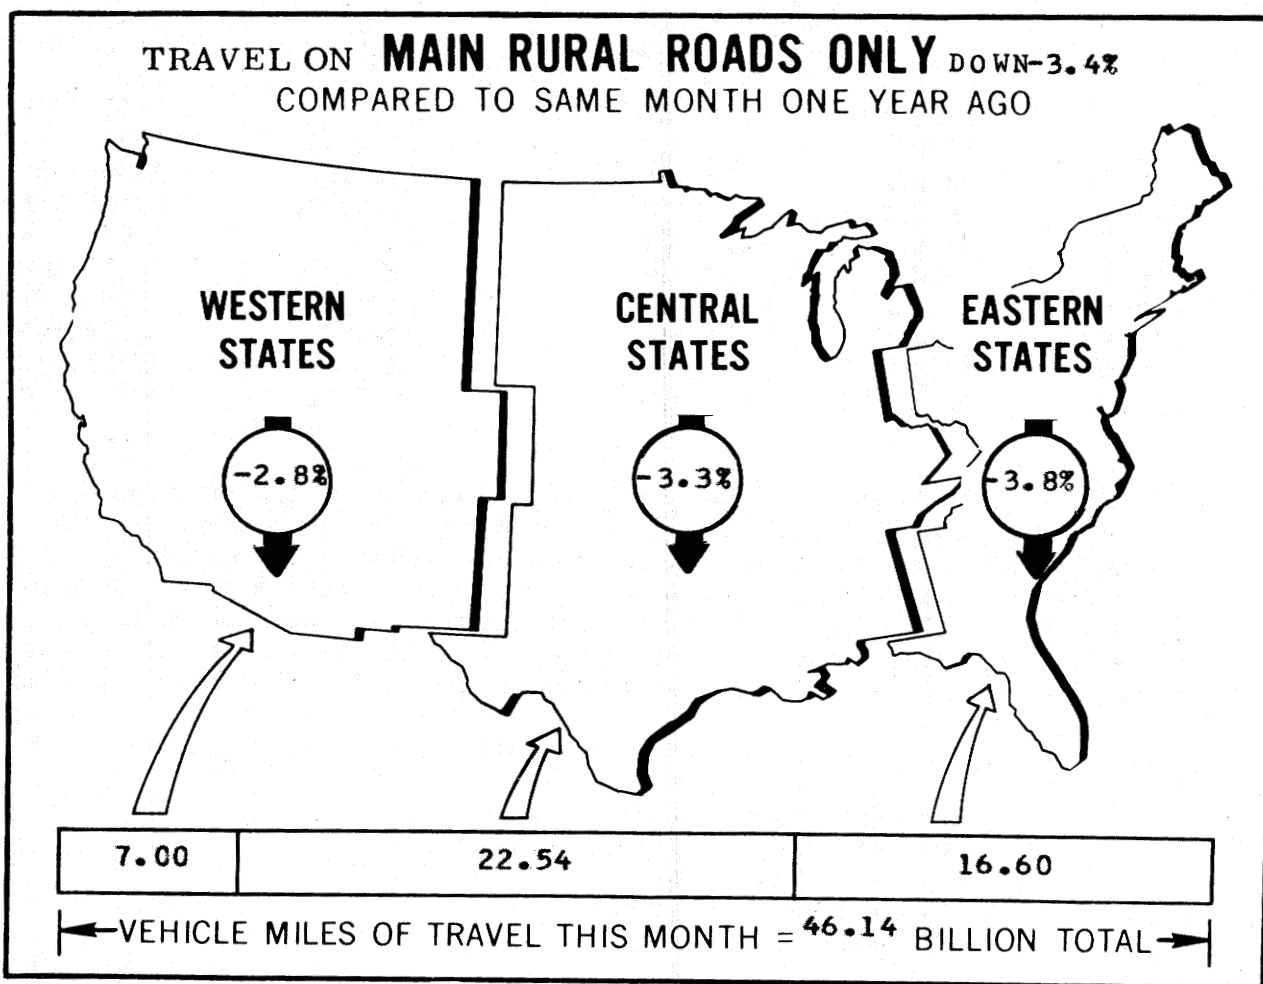 TRAVEL ON MAIN RURAL ROADS ONLY DOWN-3.4%
COMPARED TO SAME MONTH ONE YEAR AGO
WESTERN
STATES
-2.8%
CENTRAL
STATES
-3.3%
EASTERN
STATES
-3.8%
7.00
22.54
16.60
VEHICLE MILES OF TRAVEL THIS MONTH = 46.14 BILLION TOTAL